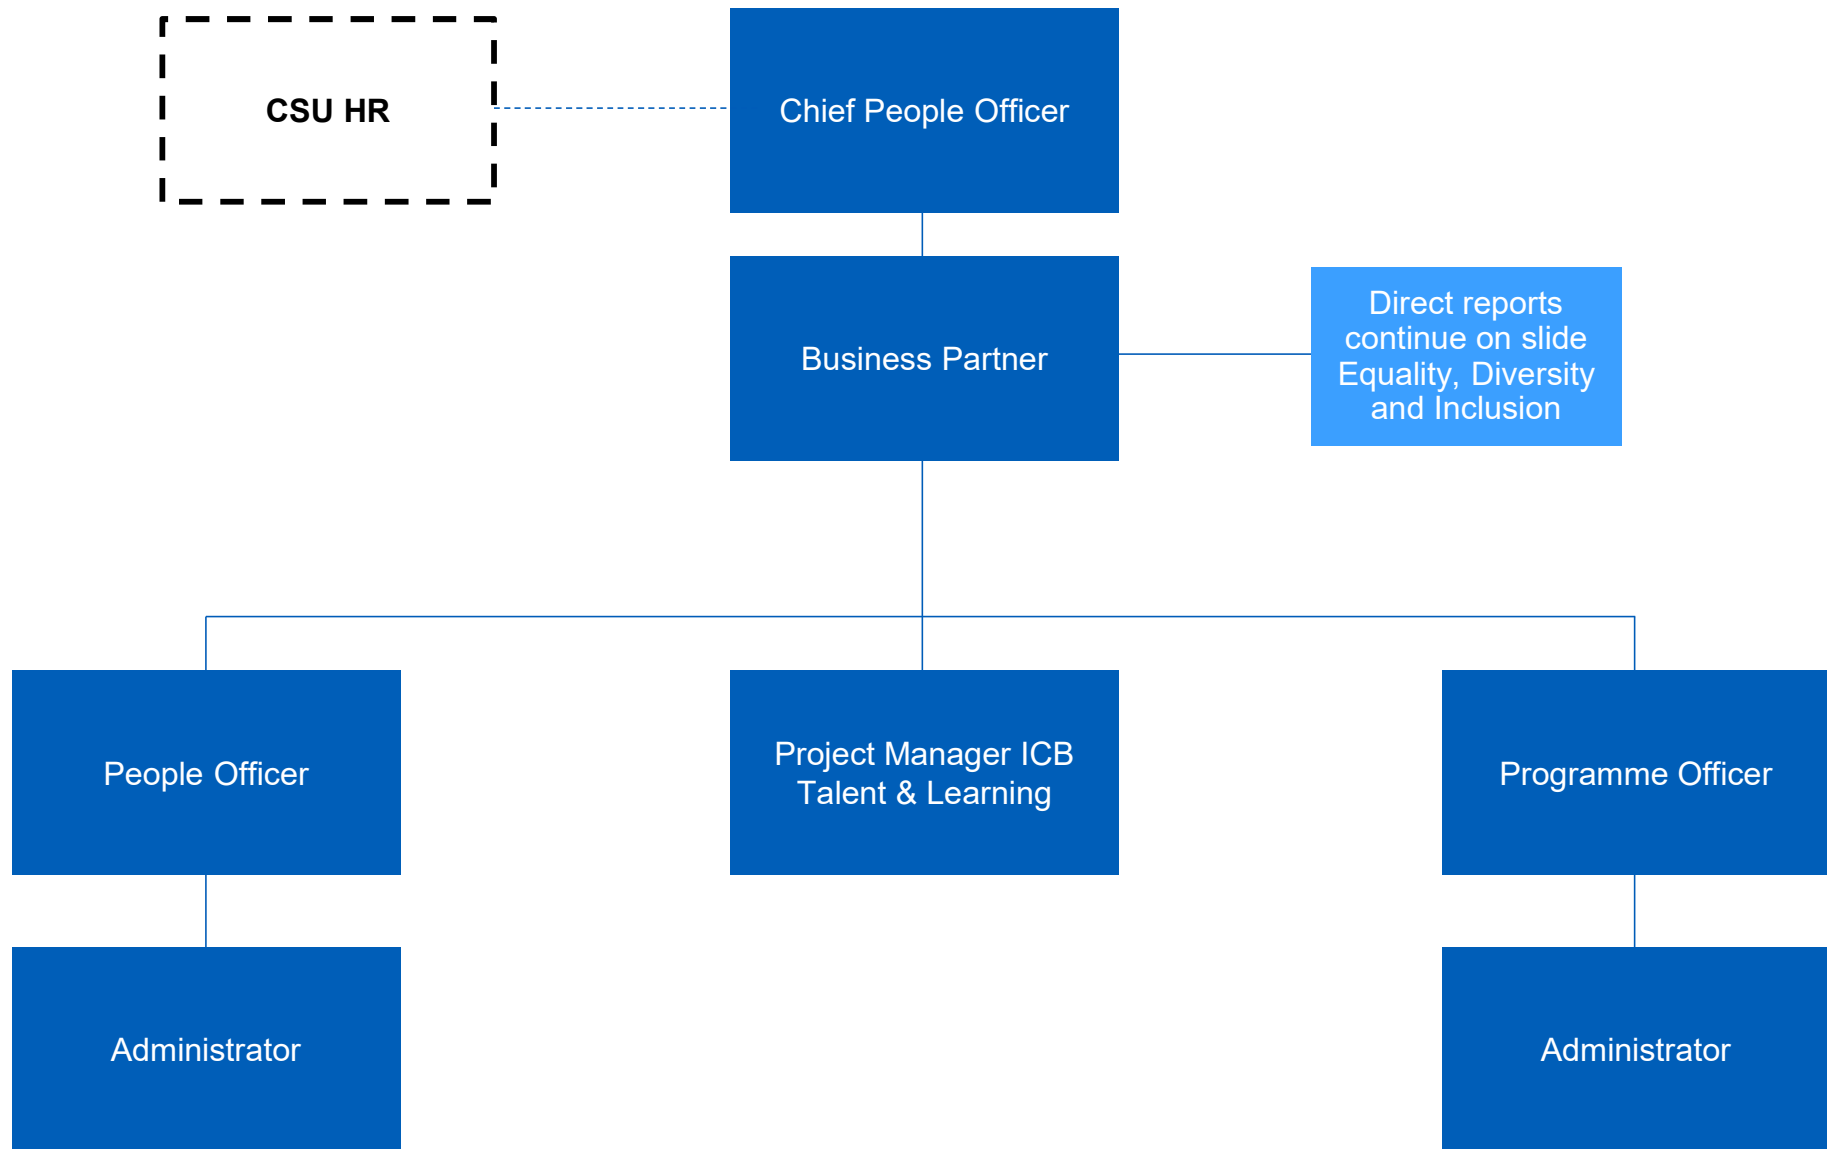 CSU HR
Chief People Officer
Business Partner
Direct reports
continue on slide
Equality, Diversity
and Inclusion
People Officer
Project Manager ICB
Talent & Learning
Programme Officer
Administrator
Administrator